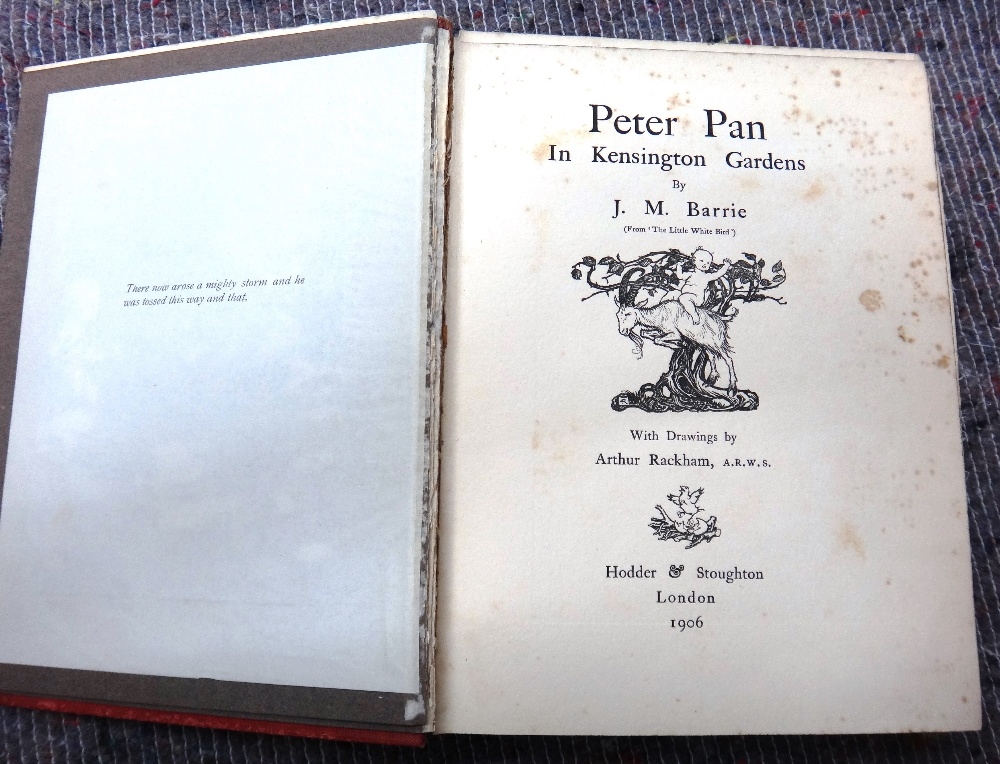 There now arose a mighty storm and he
was tossed this way and that.
Peter Pan
In Kensington Gardens
By
J. M. Barrie
(From ‘The Little White Bird’)
With Drawings by
Arthur Rackham, A.R.W.S.
Hodder & Stoughton
London
1906